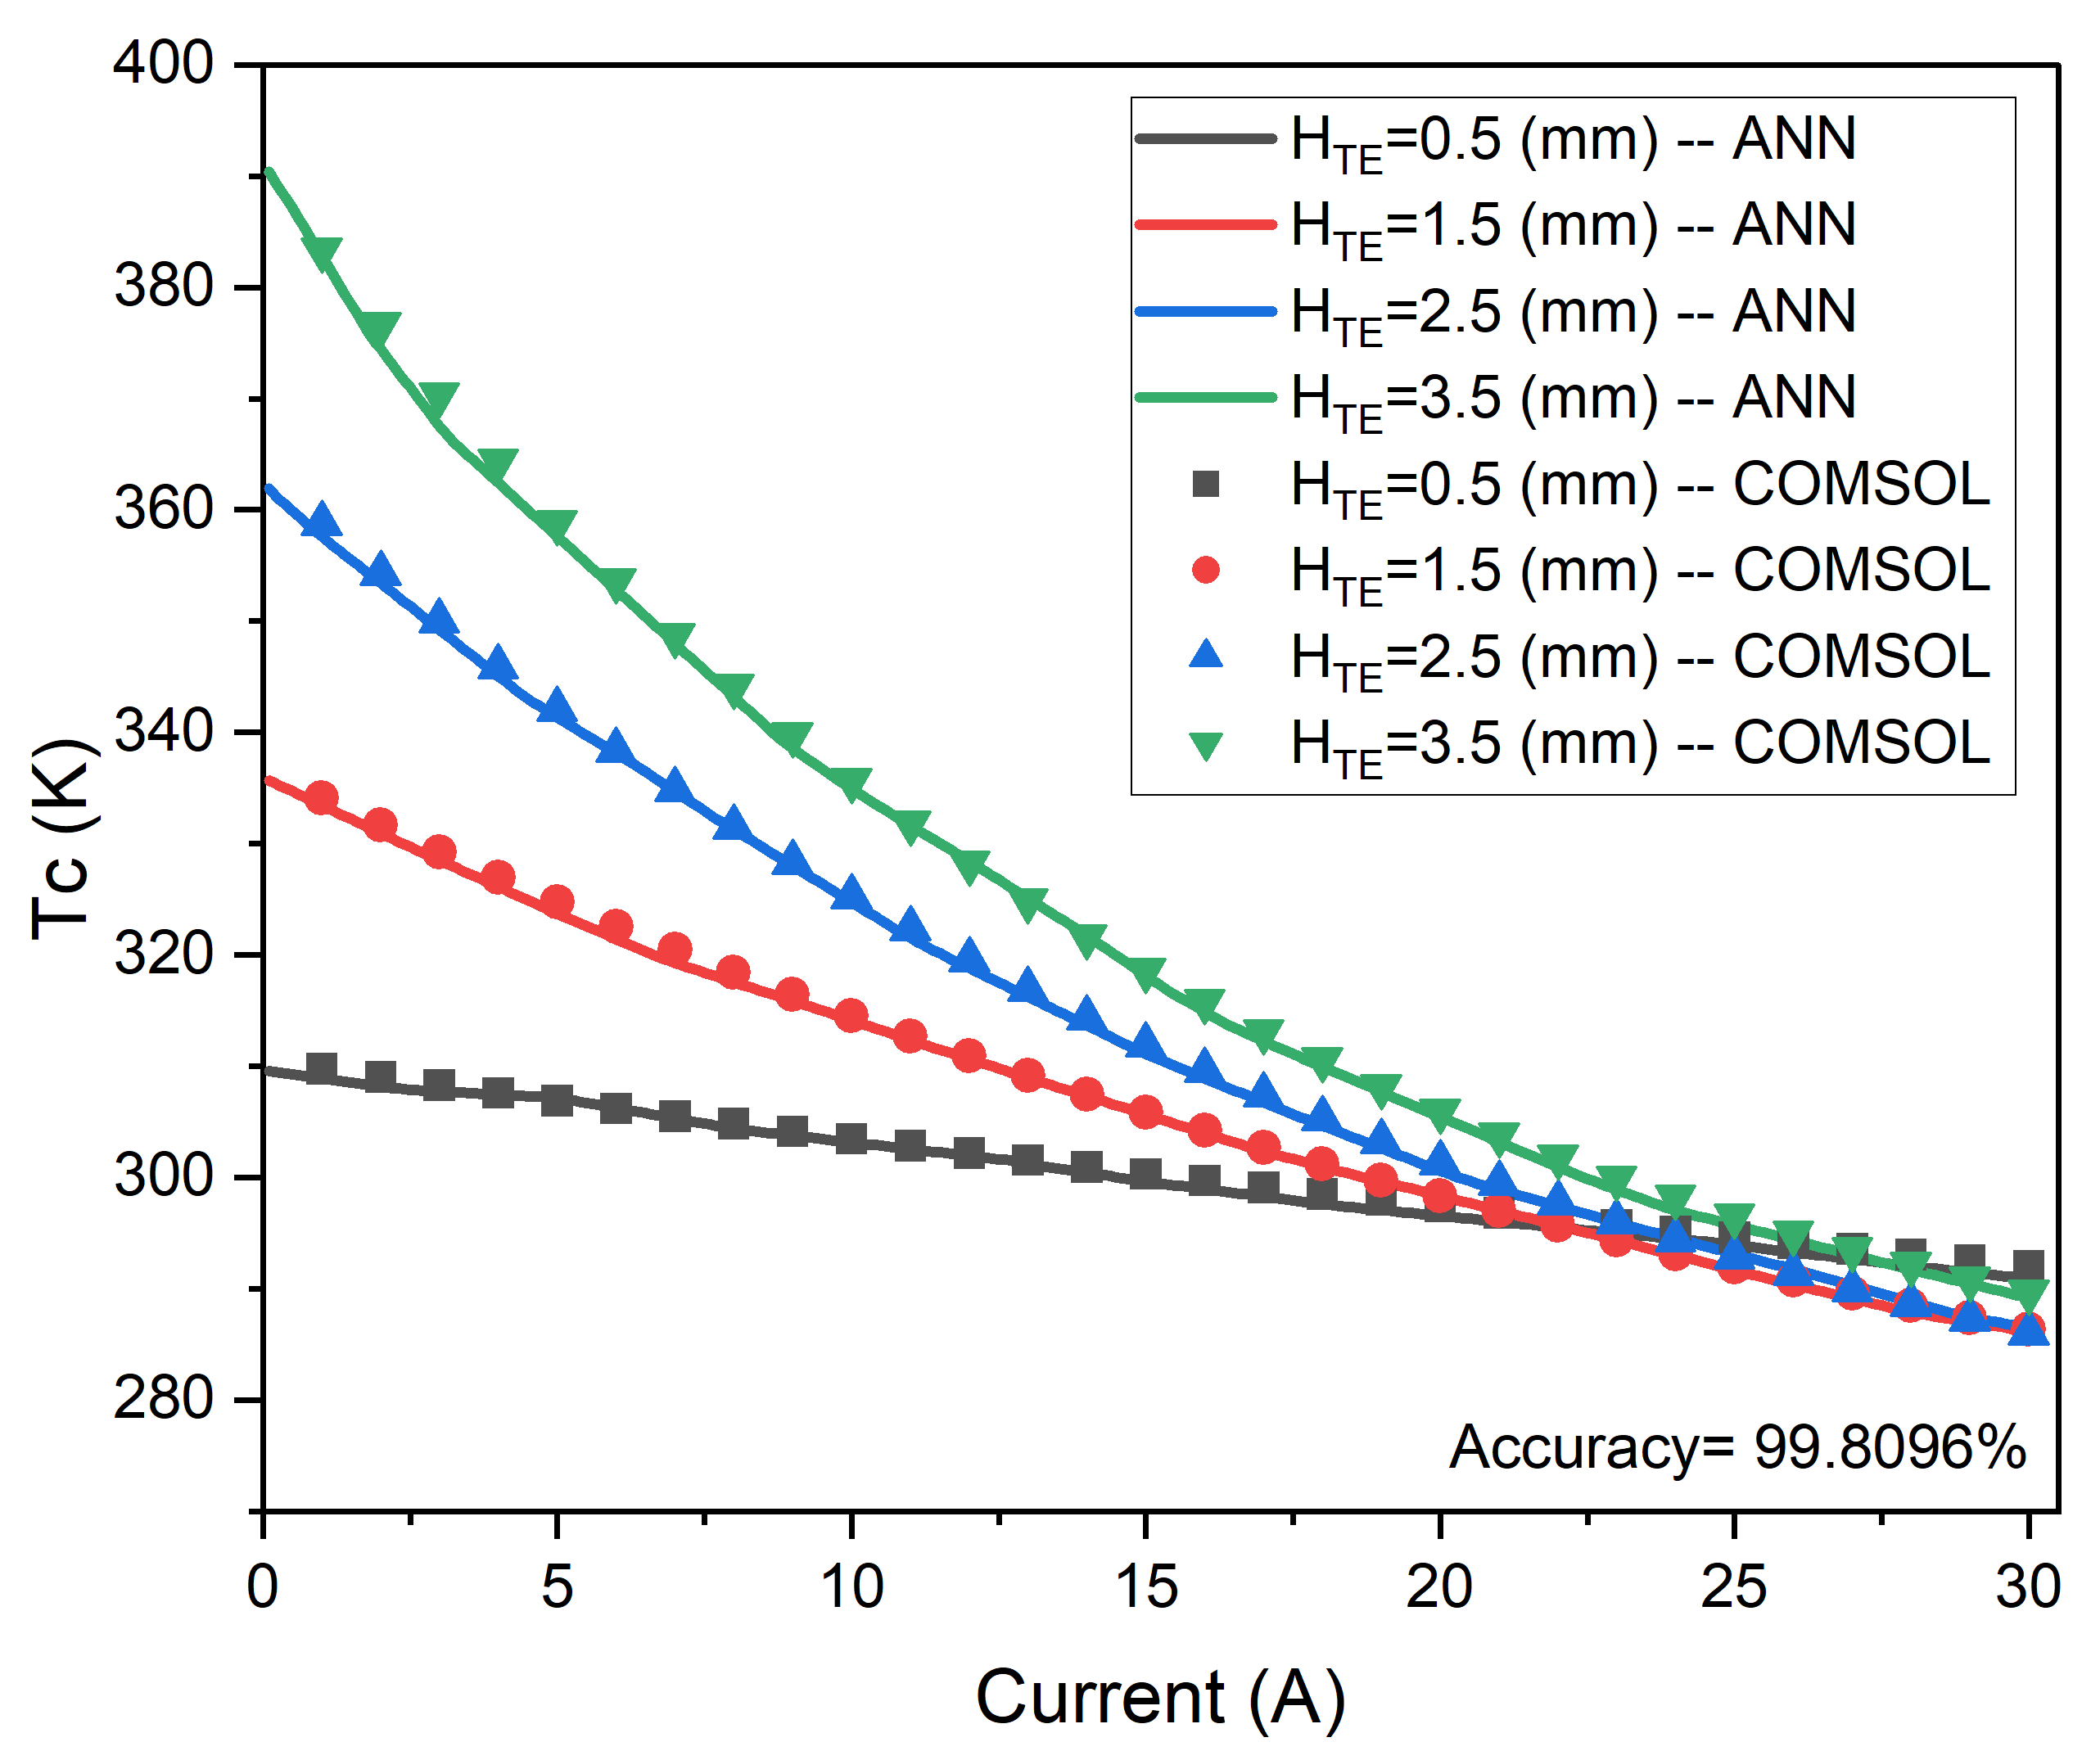 400
380
360
340
320
300
280
Tc (K)
H_TE=0.5 (mm) -- ANN
H_TE=1.5 (mm) -- ANN
H_TE=2.5 (mm) -- ANN
H_TE=3.5 (mm) -- ANN
H_TE=0.5 (mm) -- COMSOL
H_TE=1.5 (mm) -- COMSOL
H_TE=2.5 (mm) -- COMSOL
H_TE=3.5 (mm) -- COMSOL
Accuracy= 99.8096%
0 5 10 15 20 25 30
Current (A)